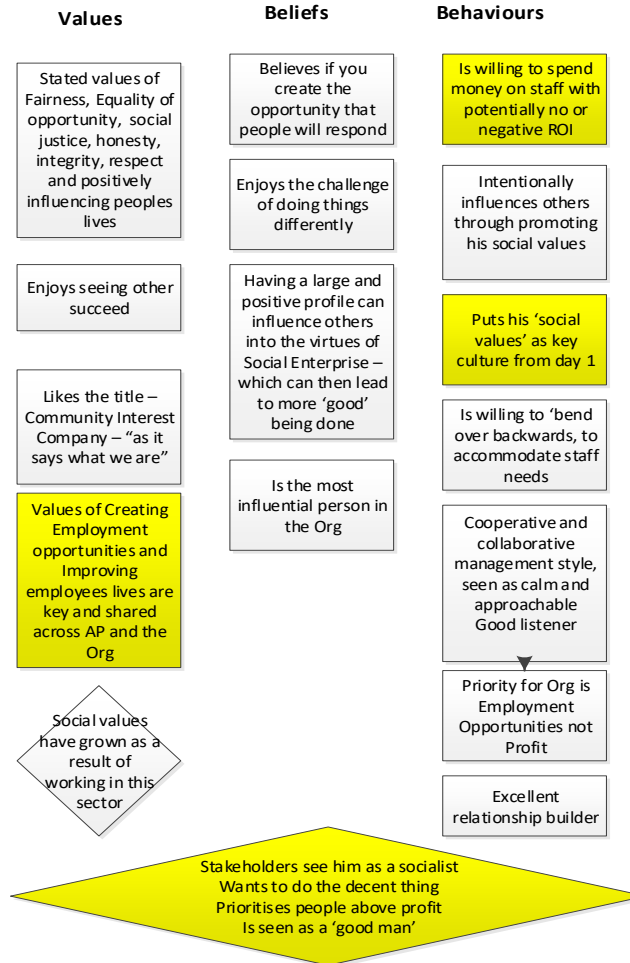 Values
Stated values of
Fairness, Equality of
opportunity, social
justice, honesty,
integrity, respect
and positively
influencing peoples
lives
Enjoys seeing other
succeed
Likes the title –
Community Interest
Company – “as it
says what we are”
Values of Creating
Employment
opportunities and
Improving
employees lives are
key and shared
across AP and the
Org
Social values
have grown as a
result of
working in this
sector
Beliefs
Believes if you
create the
opportunity that
people will respond
Enjoys the challenge
of doing things
differently
Having a large and
positive profile can
influence others
into the virtues of
Social Enterprise –
which can then lead
to more ‘good’
being done
Is the most
influential person in
the Org
Behaviours
Is willing to spend
money on staff with
potentially no or
negative ROI
Intentionally
influences others
through promoting
his social values
Puts his ‘social
values’ as key
culture from day 1
Is willing to ‘bend
over backwards, to
accommodate staff
needs
Cooperative and
collaborative
management style,
seen as calm and
approachable
Good listener
Priority for Org is
Employment
Opportunities not
Profit
Excellent
relationship builder
Stakeholders see him as a socialist
Wants to do the decent thing
Prioritises people above profit
Is seen as a ‘good man’